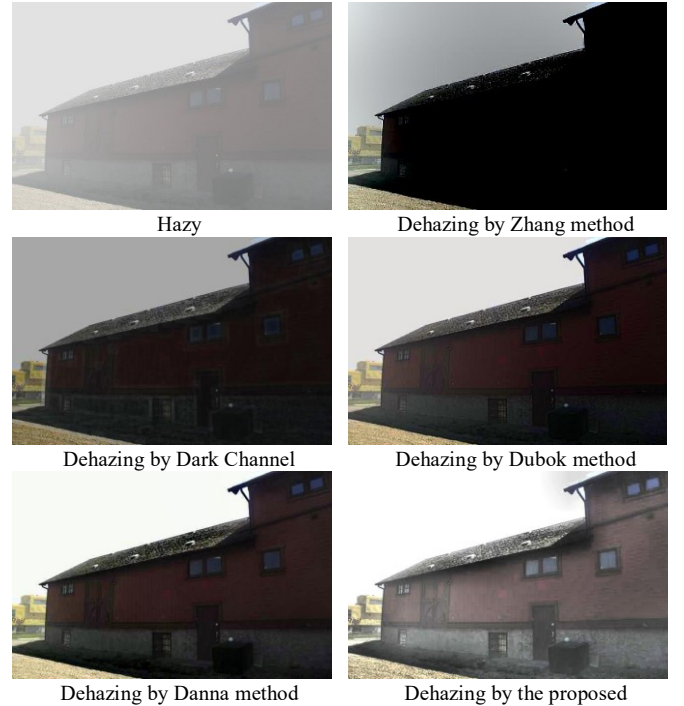 Hazy
Dehazing by Zhang method
Dehazing by Dark Channel
Dehazing by Dubok method
Dehazing by Danna method
Dehazing by the proposed